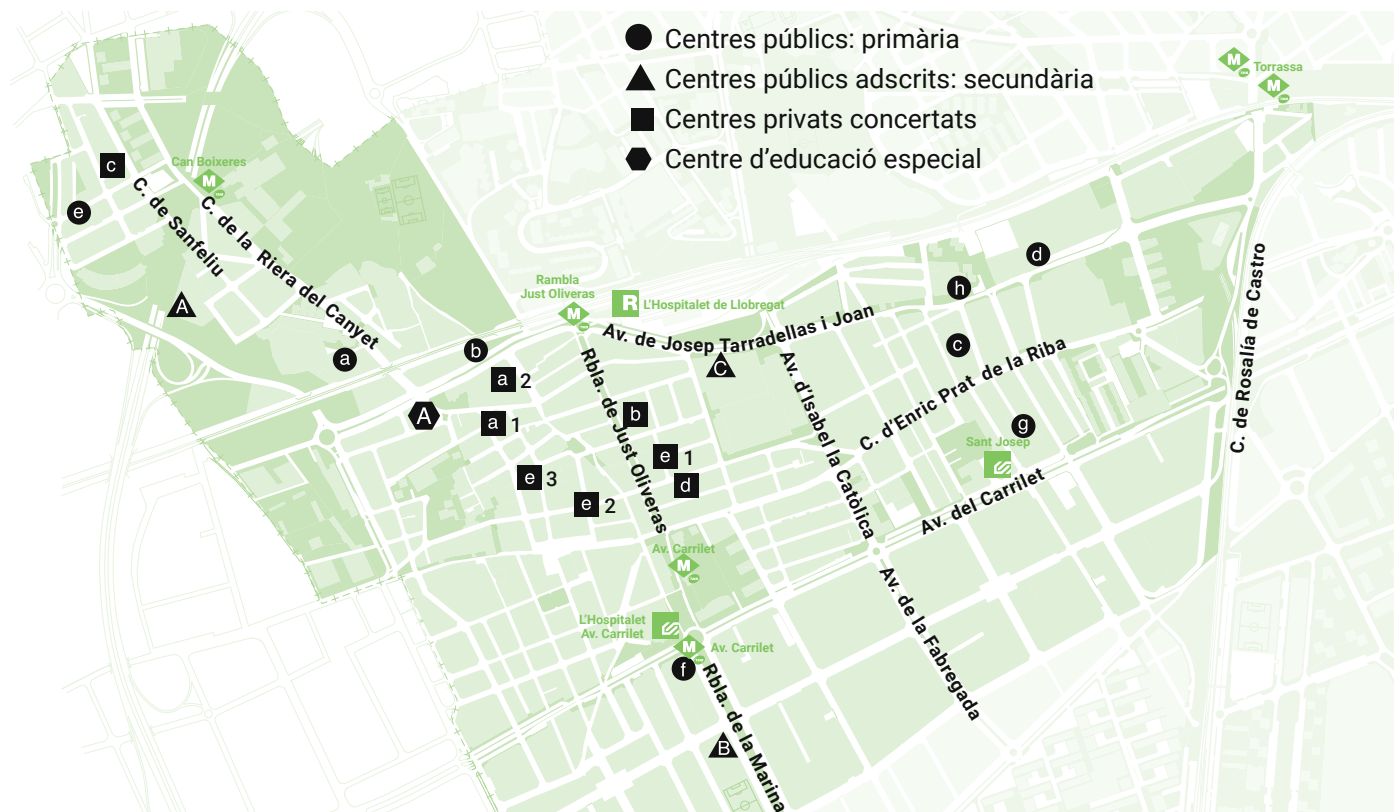 Centres públics: primària
Centres públics adscrits: secundària
Centres privats concertats
Centre d'educació especial
M
Torrassa
M
c
Can Boixeres
M
e
C. de Sanfeliu
C. de la Riera del Canyet
A
a
Rambla
Just Oliveras
M
R
L'Hospitalet de Llobregat
Av. de Josep Tarradellas i Joan
d
h
c
C. de Rosalía de Castro
b
a 2
A
a 1
Rbla. de Just Oliveras
C
Av. d'Isabel la Catòlica
C. d'Enric Prat de la Riba
b
e 1
d
e 3
e 2
g
Sant Josep
Av. del Carrilet
Av. Carrilet
M
L'Hospitalet
Av. Carrilet
M
Av. Carrilet
f
Rbla. de la Marina
Av. de la Fabregada
B